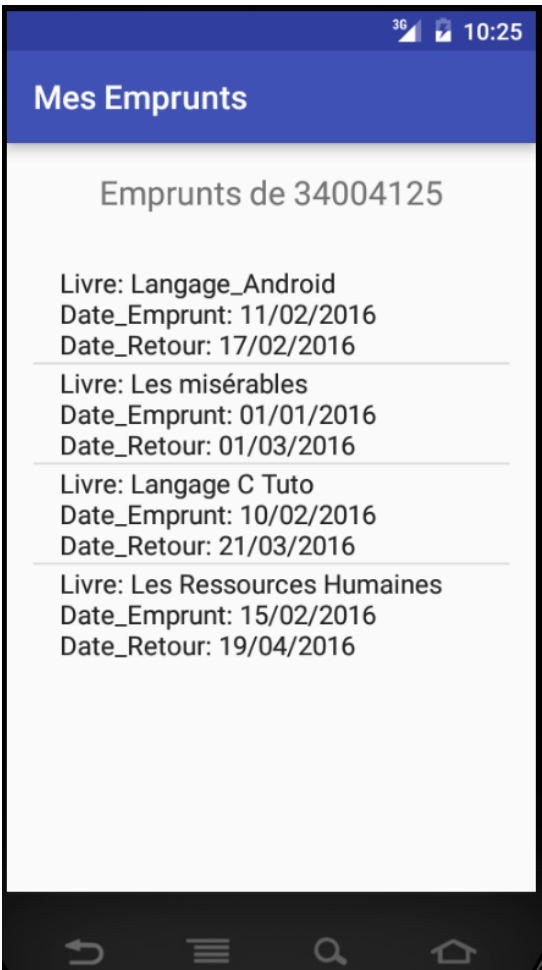 3G 10:25
Mes Emprunts
Emprunts de 34004125
Livre: Langage_Android
Date_Emprunt: 11/02/2016
Date_Retour: 17/02/2016
Livre: Les misérables
Date_Emprunt: 01/01/2016
Date_Retour: 01/03/2016
Livre: Langage C Tuto
Date_Emprunt: 10/02/2016
Date_Retour: 21/03/2016
Livre: Les Ressources Humaines
Date_Emprunt: 15/02/2016
Date_Retour: 19/04/2016